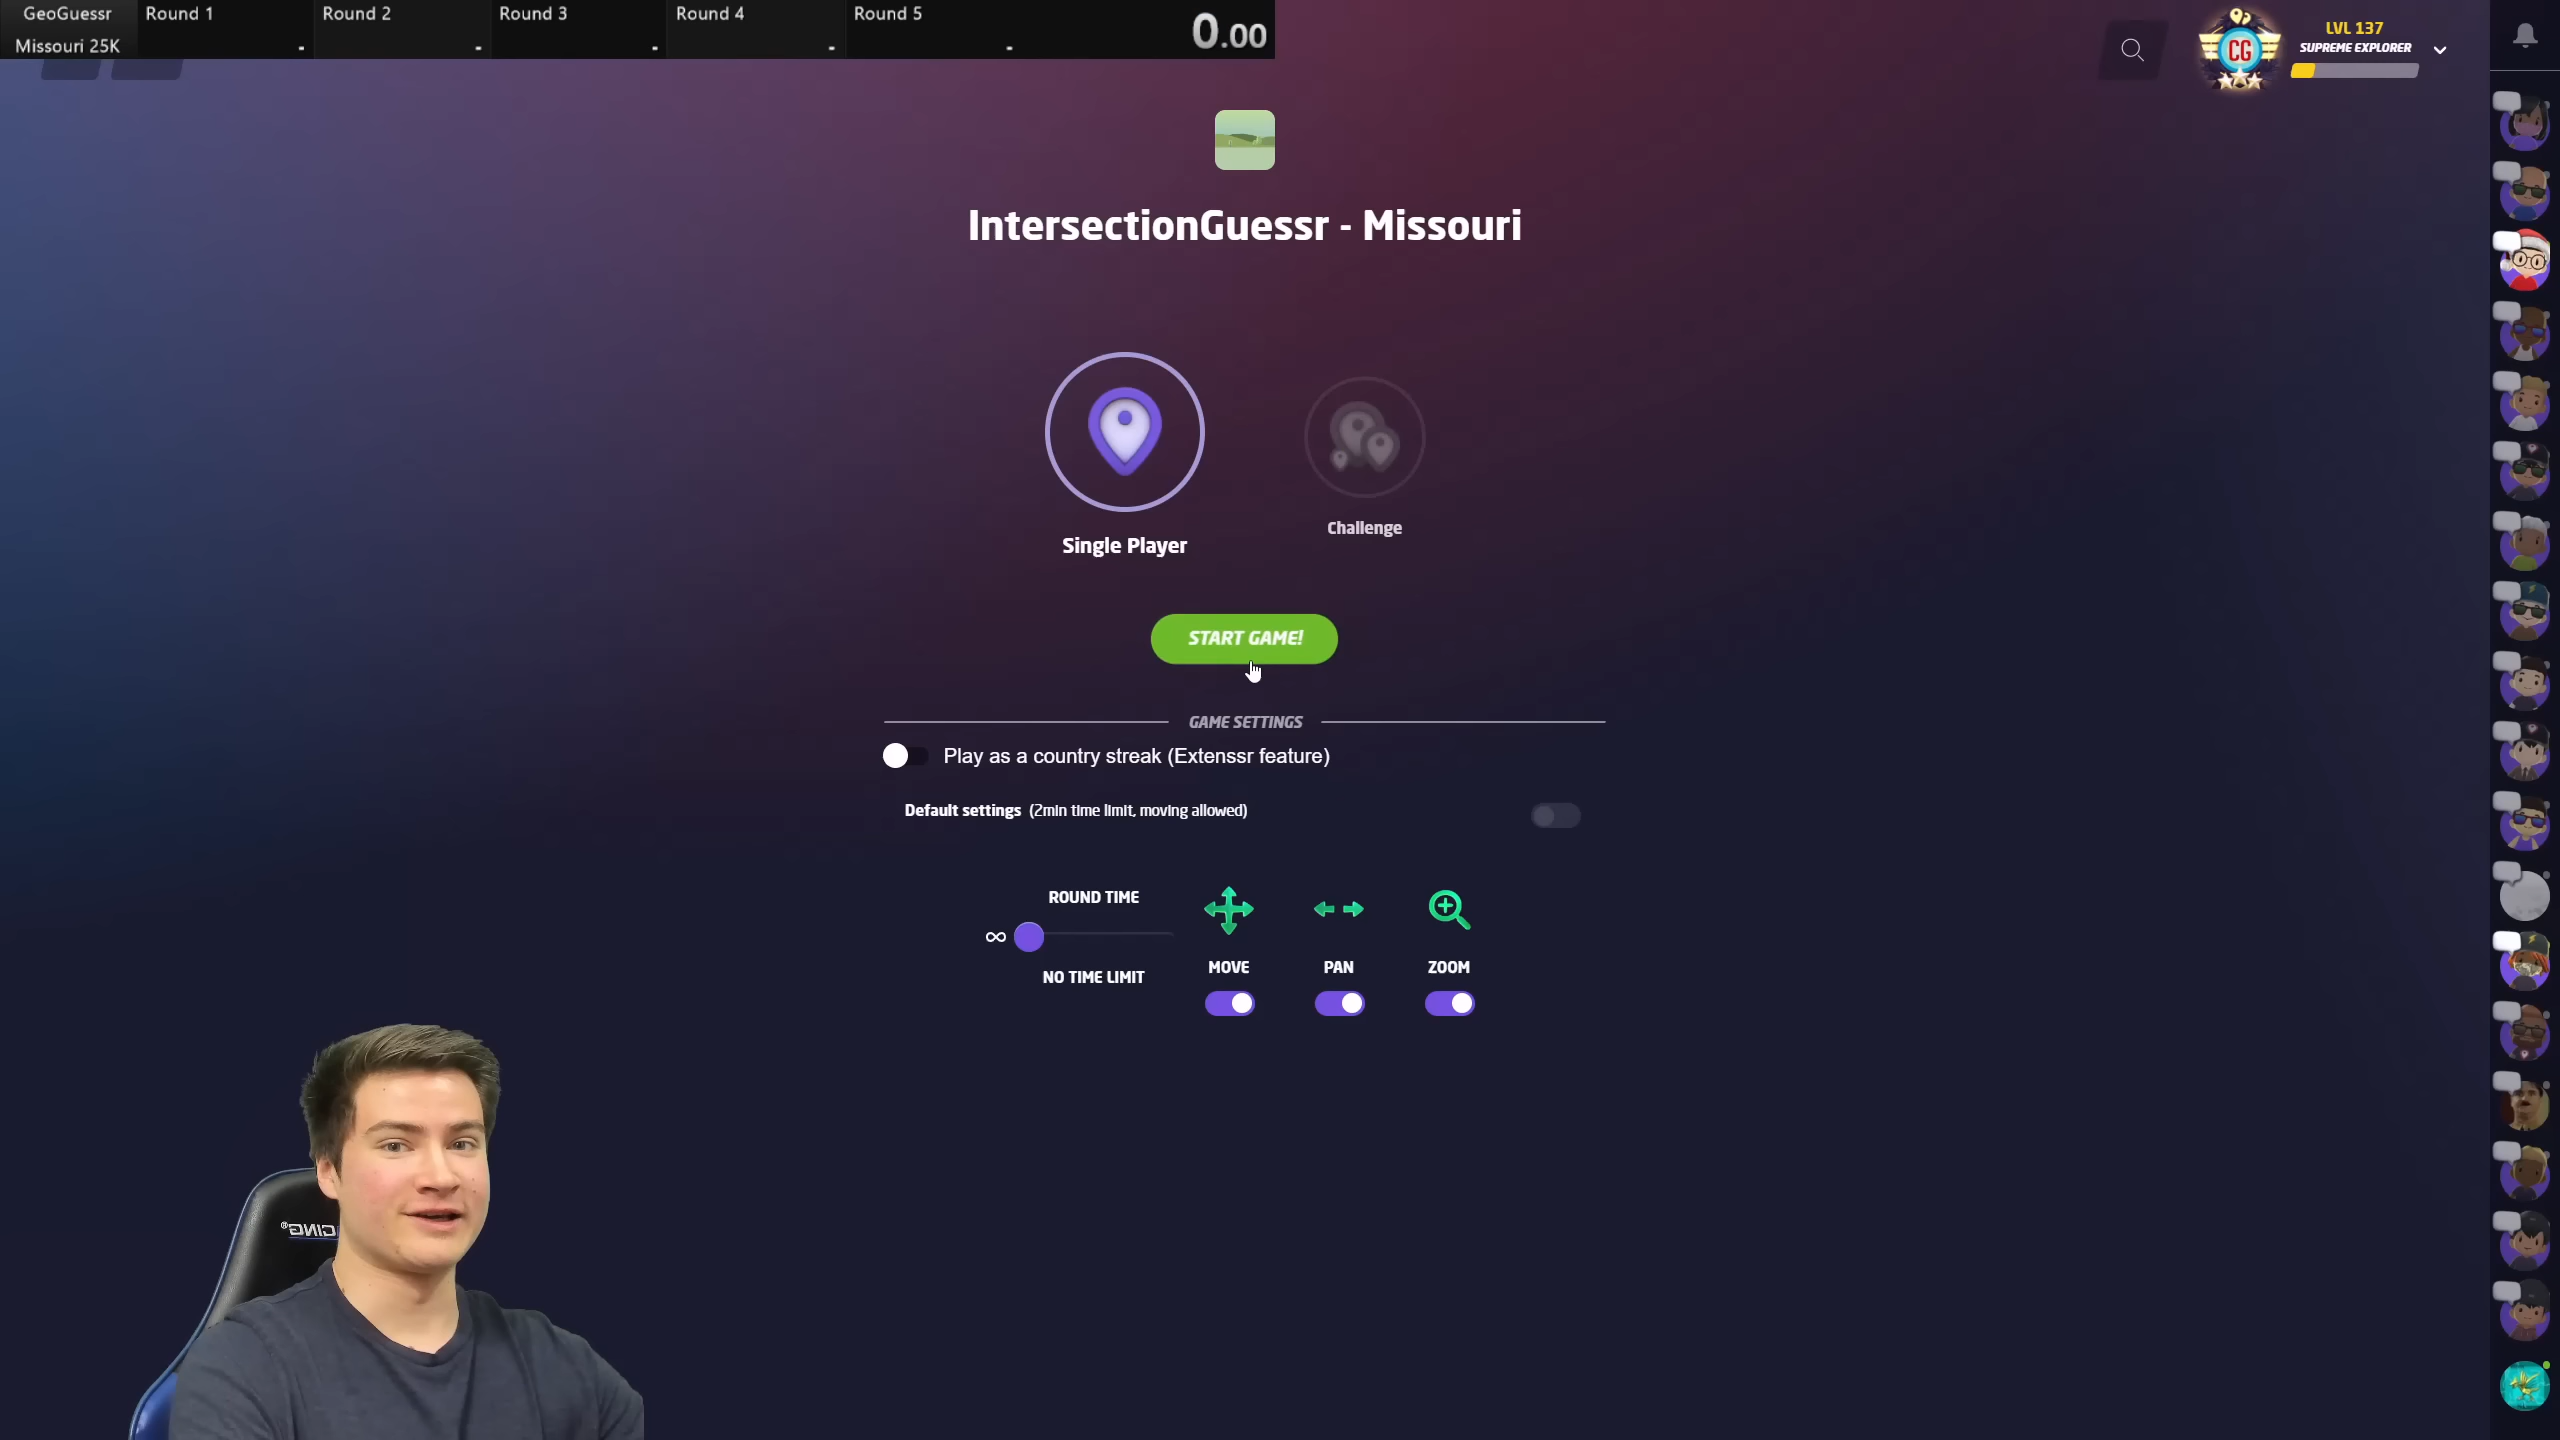 GeoGuessr
Missouri 25K
Round 1
-
Round 2
-
Round 3
-
Round 4
-
Round 5
-
0.00
CG
LVL 137
SUPREME EXPLORER
IntersectionGuessr - Missouri
Single Player
Challenge
START GAME!
GAME SETTINGS
Play as a country streak (Extenssr feature)
Default settings (2min time limit, moving allowed)
ROUND TIME
∞
NO TIME LIMIT
MOVE
PAN
ZOOM